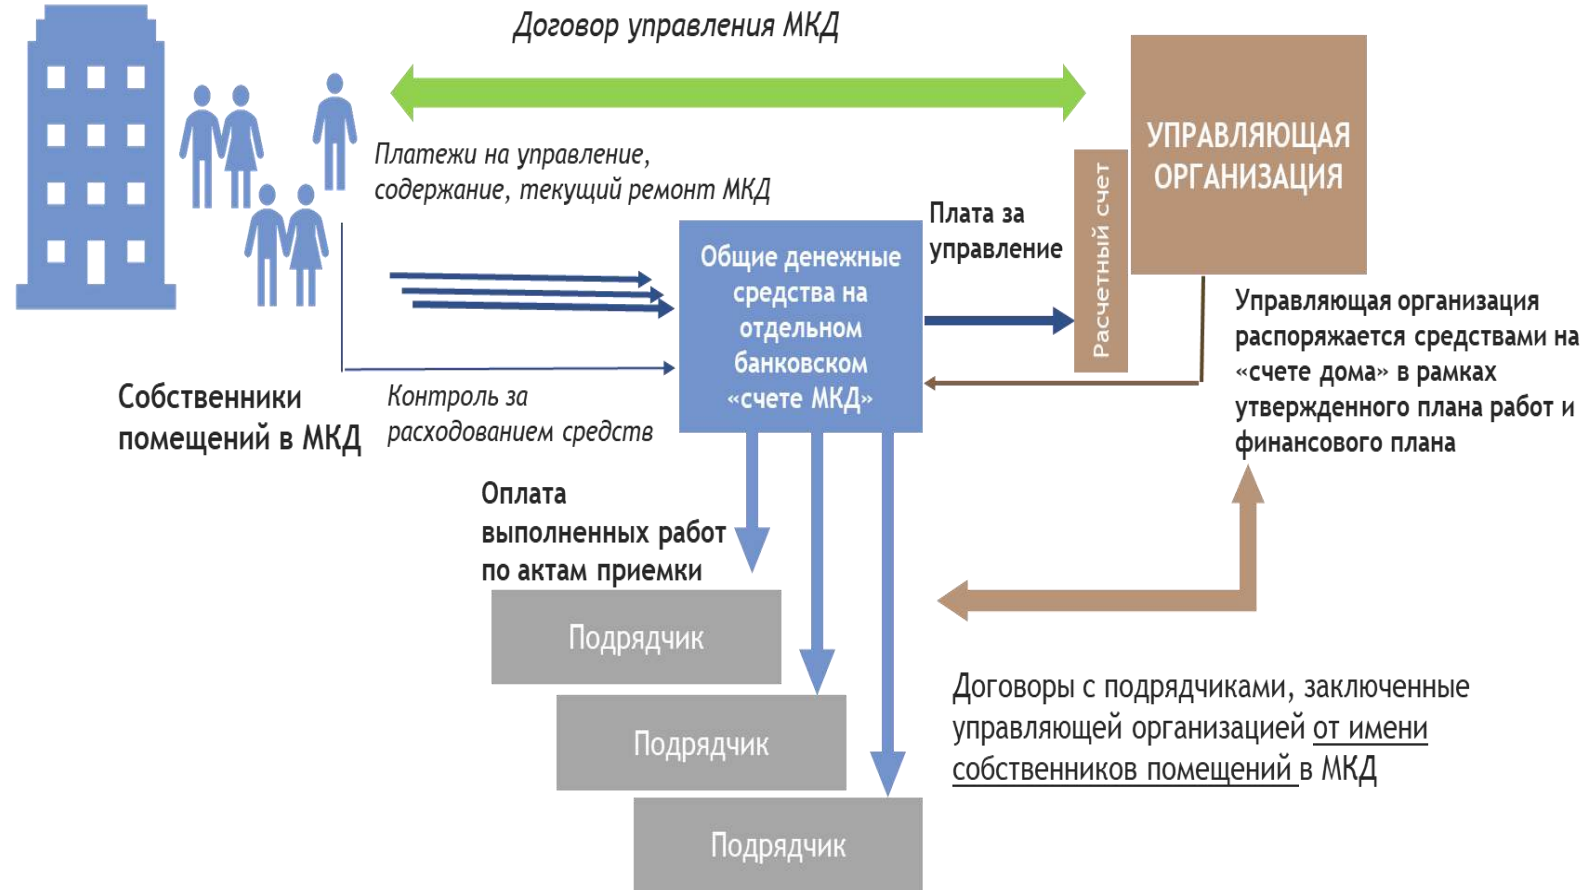 Договор управления МКД
УПРАВЛЯЮЩАЯ
ОРГАНИЗАЦИЯ
Платежи на управление,
содержание, текущий ремонт МКД
Расчетный счет
Плата за
управление
Общие денежные
средства на
отдельном
банковском
«счете МКД»
Управляющая организация
распоряжается средствами на
«счете дома» в рамках
утвержденного плана работ и
финансового плана
Собственники
помещений в МКД
Контроль за
расходованием средств
Оплата
выполненных работ
по актам приемки
Подрядчик
Подрядчик
Подрядчик
Договоры с подрядчиками, заключенные
управляющей организацией от имени
собственников помещений в МКД